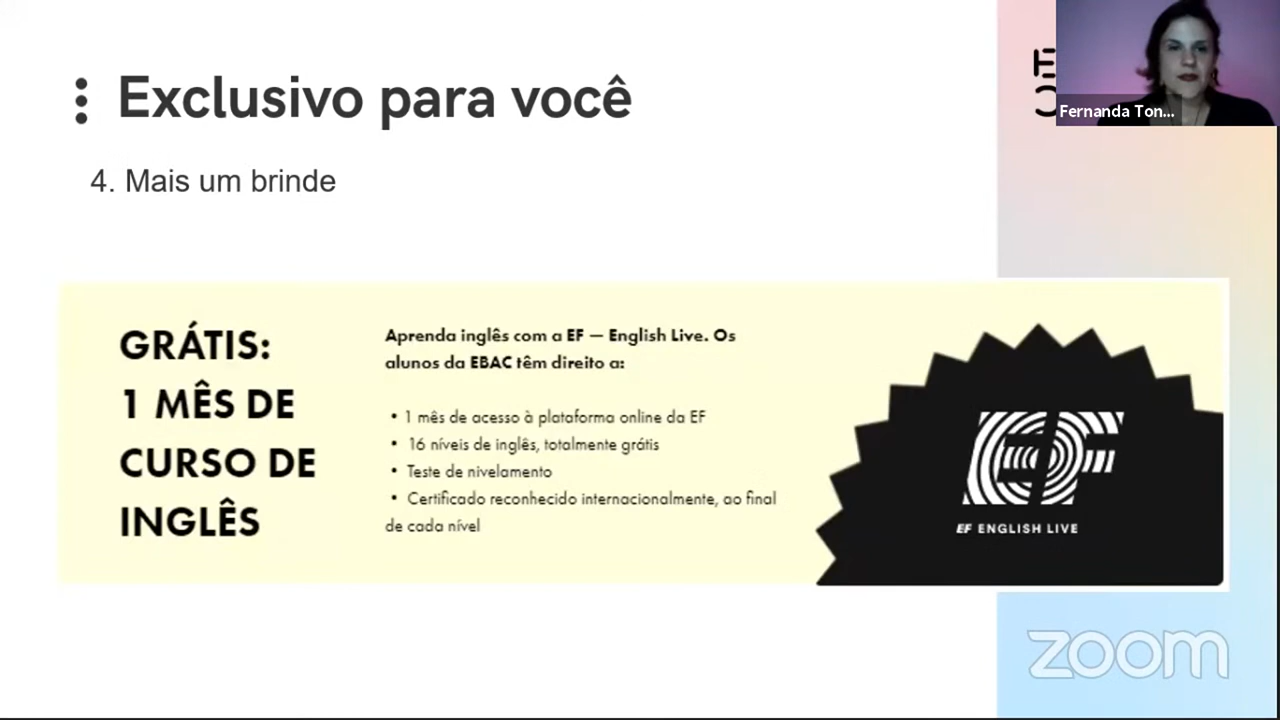 Exclusivo para você
Fernanda Ton...
4. Mais um brinde
GRÁTIS:
1 MÊS DE
CURSO DE
INGLÊS
Aprenda inglês com a EF — English Live. Os
alunos da EBAC têm direito a:
• 1 mês de acesso à plataforma online da EF
• 16 níveis de inglês, totalmente grátis
• Teste de nivelamento
• Certificado reconhecido internacionalmente, ao final
de cada nível
EF
EF ENGLISH LIVE
zoom